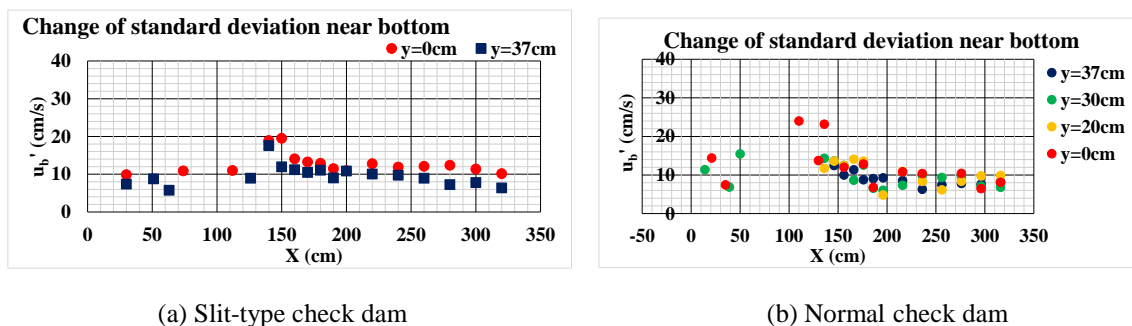 Change of standard deviation near bottom
y=0cm y=37cm
40
30
20
10
0
0 50 100 150 200 250 300 350
X (cm)
u_b' (cm/s)
(a) Slit-type check dam
Change of standard deviation near bottom
40
30
20
10
0
-50 0 50 100 150 200 250 300 350
X (cm)
u_b' (cm/s)
y=37cm
y=30cm
y=20cm
y=0cm
(b) Normal check dam